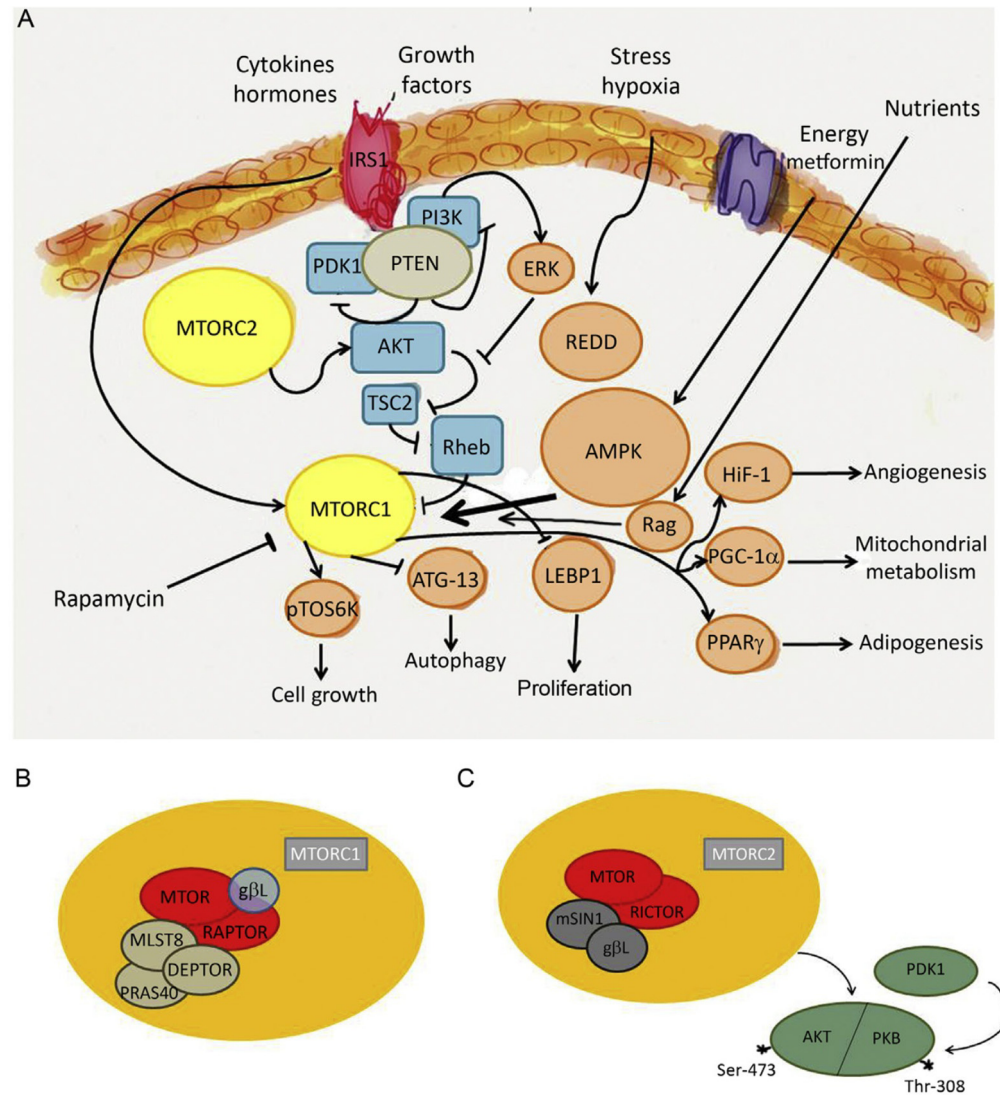 A
Cytokines
hormones
Growth
factors
Stress
hypoxia
Nutrients
Energy
metformin
IRS1
PI3K
PDK1
PTEN
ERK
MTORC2
AKT
REDD
TSC2
Rheb
AMPK
HiF-1
Angiogenesis
MTORC1
Rag
PGC-1α
Mitochondrial
metabolism
Rapamycin
pTOS6K
ATG-13
LEBP1
PPARγ
Adipogenesis
Cell growth
Autophagy
Proliferation
B
MTORC1
MTOR
gβL
RAPTOR
MLST8
DEPTOR
PRAS40
C
MTORC2
MTOR
RICTOR
mSIN1
gβL
PDK1
AKT
PKB
Ser-473
Thr-308